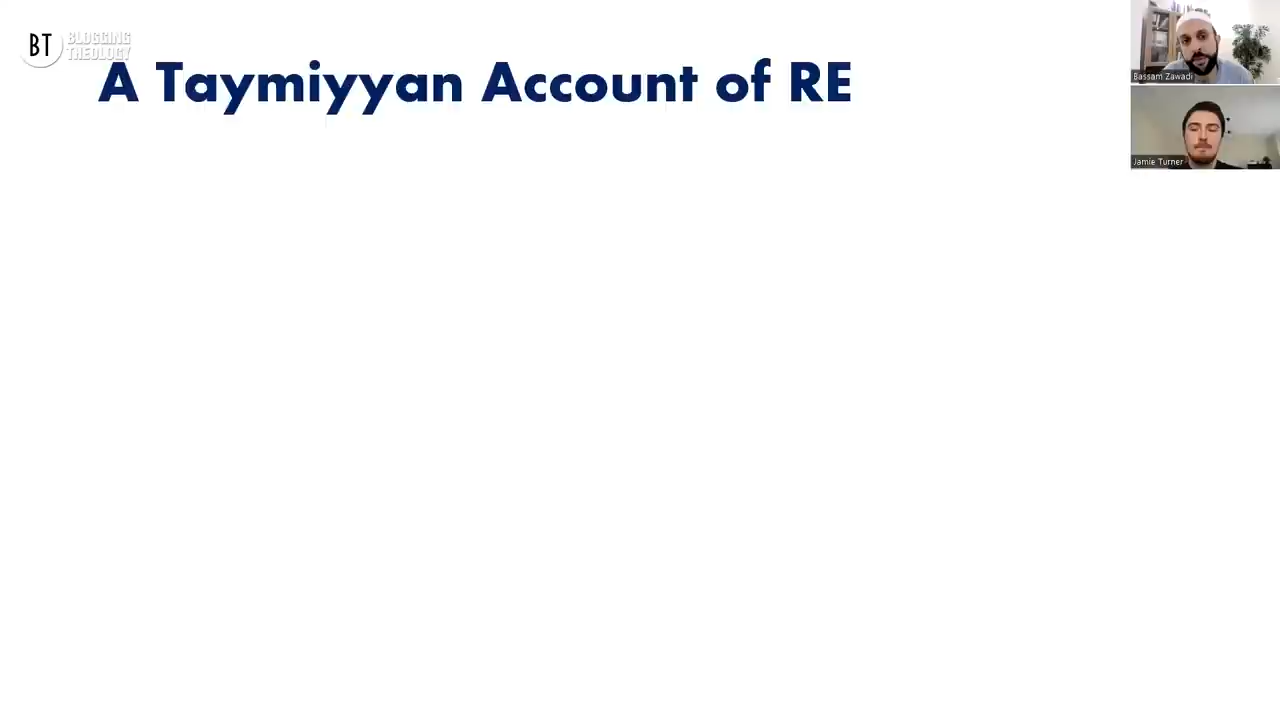 BT BLOGGING
THEOLOGY
A Taymiyyan Account of RE
Bassam Zawadi
Jamie Turner